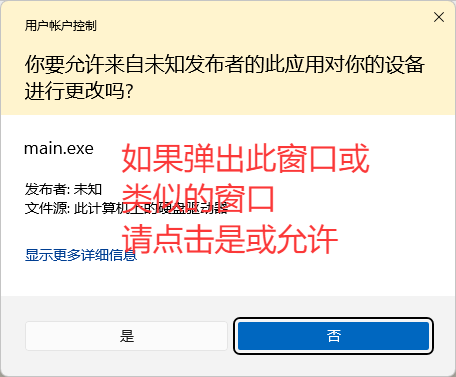 用户帐户控制
你要允许来自未知发布者的此应用对你的设备
进行更改吗?
main.exe
如果弹出此窗口或
类似的窗口
请点击是或允许
发布者: 未知
文件源: 此计算机上的硬盘驱动器
显示更多详细信息
是
否